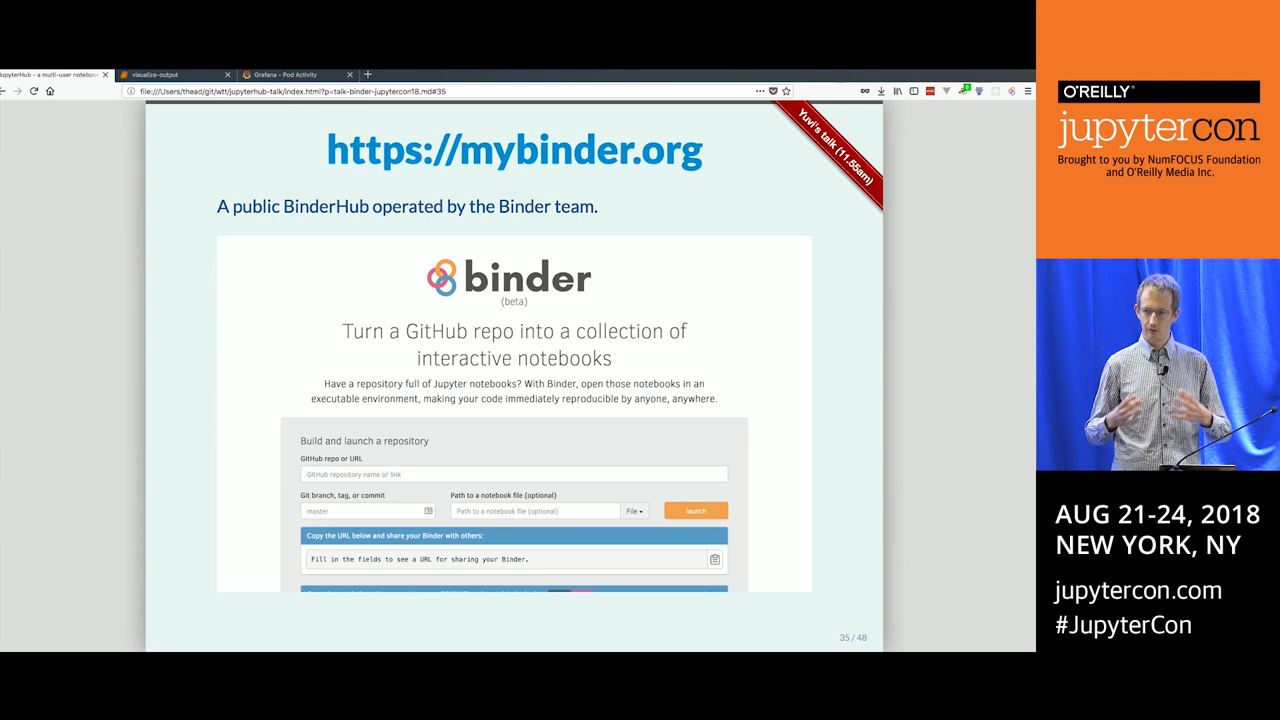 JupyterHub - a multi-user notebook
visualize-output
Grafana - Pod Activity
file:///Users/thead/git/wtt/jupyterhub-talk/index.html?p=talk-binder-jupytercon18.md#35
https://mybinder.org
Yuvi's talk (11.55am)
A public BinderHub operated by the Binder team.
binder
(beta)
Turn a GitHub repo into a collection of
interactive notebooks
Have a repository full of Jupyter notebooks? With Binder, open those notebooks in an
executable environment, making your code immediately reproducible by anyone, anywhere.
Build and launch a repository
GitHub repo or URL
GitHub repository name or link
Git branch, tag, or commit
Path to a notebook file (optional)
master
Path to a notebook file (optional)
File
launch
Copy the URL below and share your Binder with others:
Fill in the fields to see a URL for sharing your Binder.
35 / 48
O'REILLY®
jupytercon
Brought to you by NumFOCUS Foundation
and O'Reilly Media Inc.
AUG 21-24, 2018
NEW YORK, NY
jupytercon.com
#JupyterCon